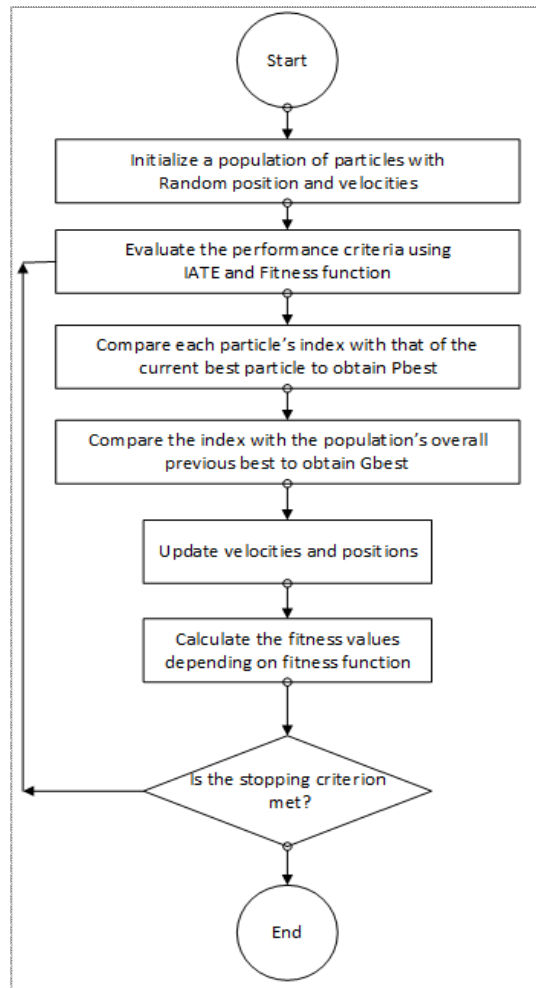 Start
Initialize a population of particles with
Random position and velocities
Evaluate the performance criteria using
IATE and Fitness function
Compare each particle's index with that of the
current best particle to obtain Pbest
Compare the index with the population's overall
previous best to obtain Gbest
Update velocities and positions
Calculate the fitness values
depending on fitness function
Is the stopping criterion
met?
End